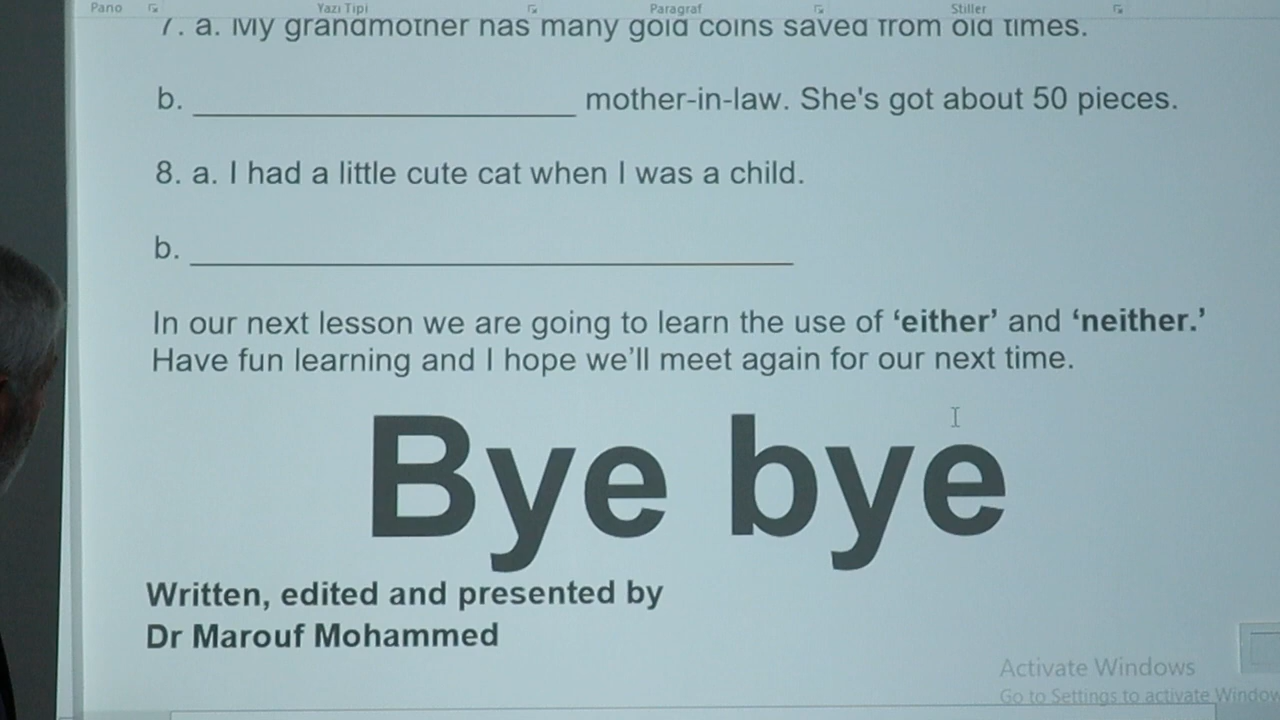 Pano Yazı Tipi Paragraf Stiller
7. a. My grandmother has many gold coins saved from old times.
b. ______________________ mother-in-law. She's got about 50 pieces.
8. a. I had a little cute cat when I was a child.
b. ___________________________________
In our next lesson we are going to learn the use of ‘either’ and ‘neither.’
Have fun learning and I hope we’ll meet again for our next time.
Bye bye
Written, edited and presented by
Dr Marouf Mohammed
Activate Windows
Go to Settings to activate Window